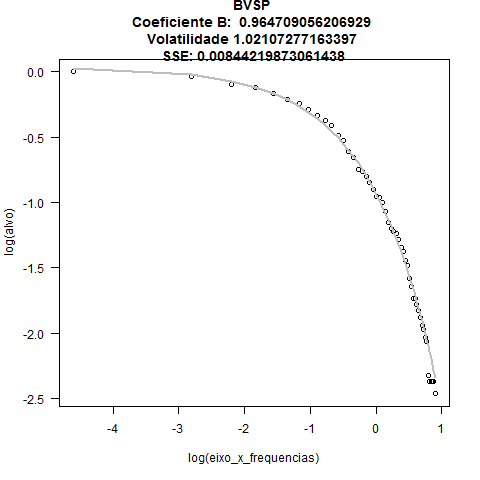 BVSP
Coeficiente B:  0.964709056206929
Volatilidade 1.02107277163397
SSE: 0.00844219873061438
0.0
-0.5
-1.0
-1.5
-2.0
-2.5
log(alvo)
-4 -3 -2 -1 0 1
log(eixo_x_frequencias)